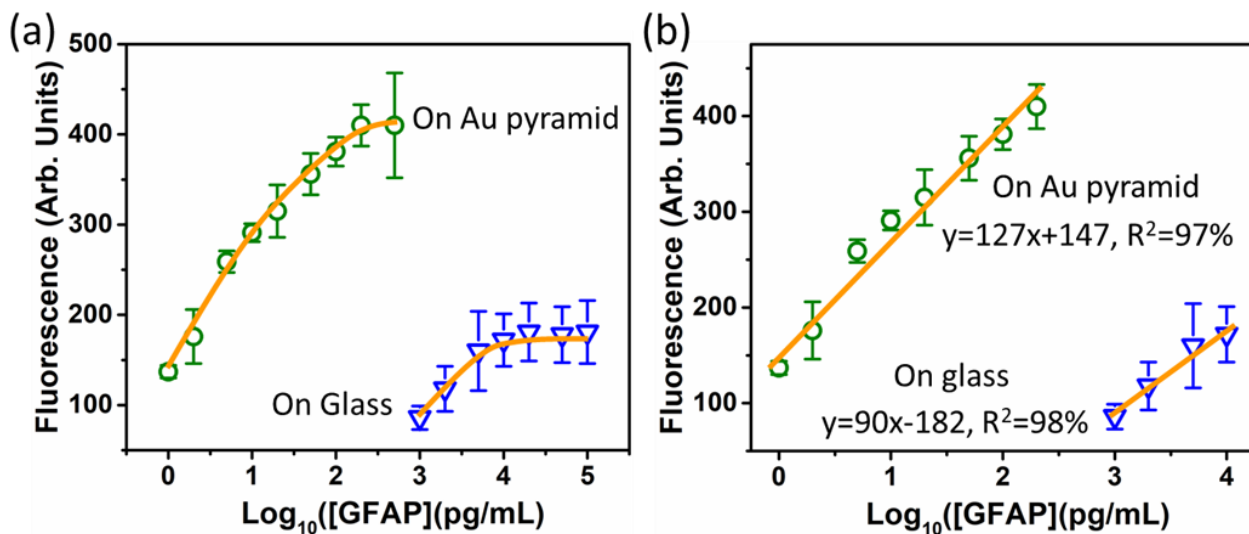 (a)
Fluorescence (Arb. Units)
500
400
300
200
100
On Au pyramid
On Glass
0 1 2 3 4 5
Log₁₀([GFAP](pg/mL)
(b)
Fluorescence (Arb. Units)
400
300
200
100
On Au pyramid
y=127x+147, R²=97%
On glass
y=90x-182, R²=98%
0 1 2 3 4
Log₁₀([GFAP](pg/mL)